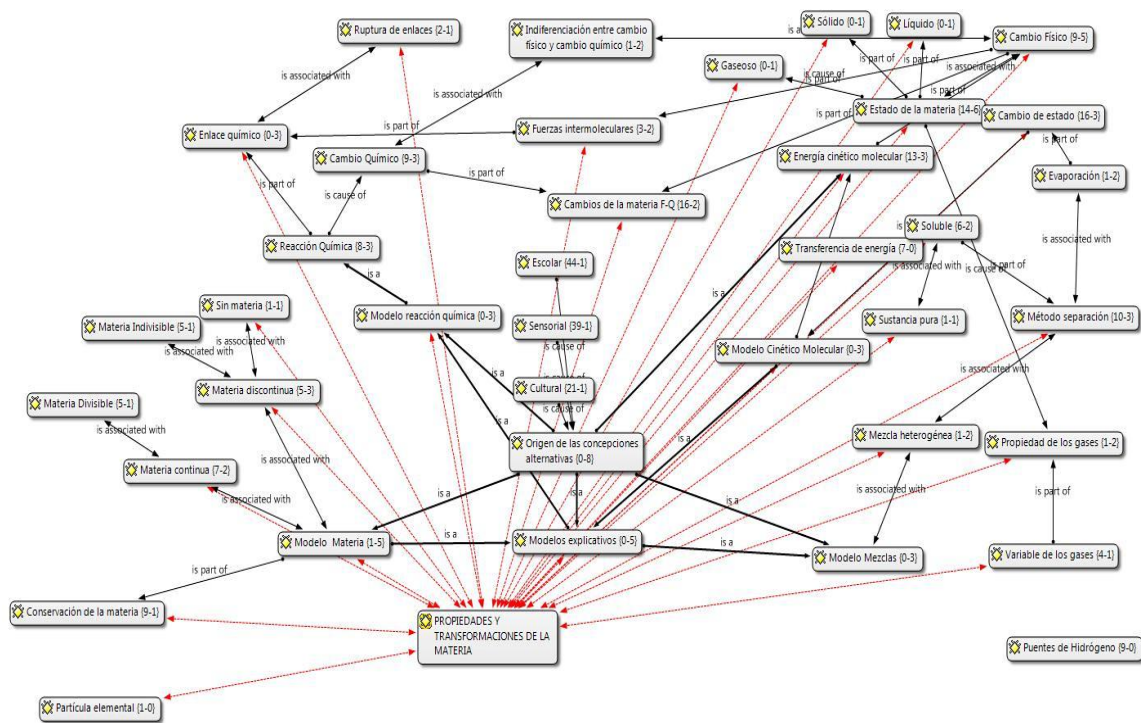 Sólido {0-1}
Líquido {0-1}
Ruptura de enlaces {2-1}
Indiferenciación entre cambio
físico y cambio químico {1-2}
is a
Cambio Físico {9-5}
Gaseoso {0-1}
is part of
is part of
is associated with
is cause of
is part of
is associated with
is associated with
is part of
is part of
Estado de la materia {14-6}
Cambio de estado {16-3}
Enlace químico {0-3}
is part of
Fuerzas intermoleculares {3-2}
is part of
Cambio Químico {9-3}
Energía cinético molecular {13-3}
is part of
is part of
Evaporación {1-2}
is cause of
Cambios de la materia F-Q {16-2}
Soluble {6-2}
is associated with
Reacción Química {8-3}
Transferencia de energía {7-0}
Escolar {44-1}
is associated with
is part of
is cause of
is a
is a
Sin materia {1-1}
Modelo reacción química {0-3}
Sensorial {39-1}
Sustancia pura {1-1}
Método separación {10-3}
Materia Indivisible {5-1}
is associated with
is associated with
is cause of
Modelo Cinético Molecular {0-3}
is associated with
is a
Materia discontinua {5-3}
Cultural {21-1}
Materia Divisible {5-1}
is cause of
is associated with
Origen de las concepciones
alternativas {0-8}
is a
Mezcla heterogénea {1-2}
Propiedad de los gases {1-2}
is associated with
Materia continua {7-2}
is associated with
is a
is a
is a
is associated with
is part of
Modelo Materia {1-5}
is a
Modelos explicativos {0-5}
is a
Modelo Mezclas {0-3}
Variable de los gases {4-1}
is part of
Conservación de la materia {9-1}
PROPIEDADES Y
TRANSFORMACIONES DE LA
MATERIA
Puentes de Hidrógeno {9-0}
Partícula elemental {1-0}